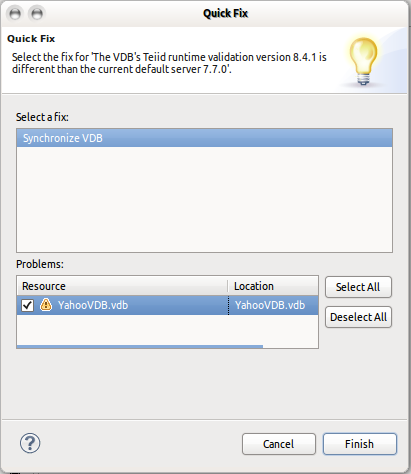 Quick Fix
Quick Fix
Select the fix for 'The VDB's Teiid runtime validation version 8.4.1 is
different than the current default server 7.7.0'.
Select a fix:
Synchronize VDB
Problems:
Resource Location
YahooVDB.vdb YahooVDB.vdb
Select All
Deselect All
?
Cancel Finish